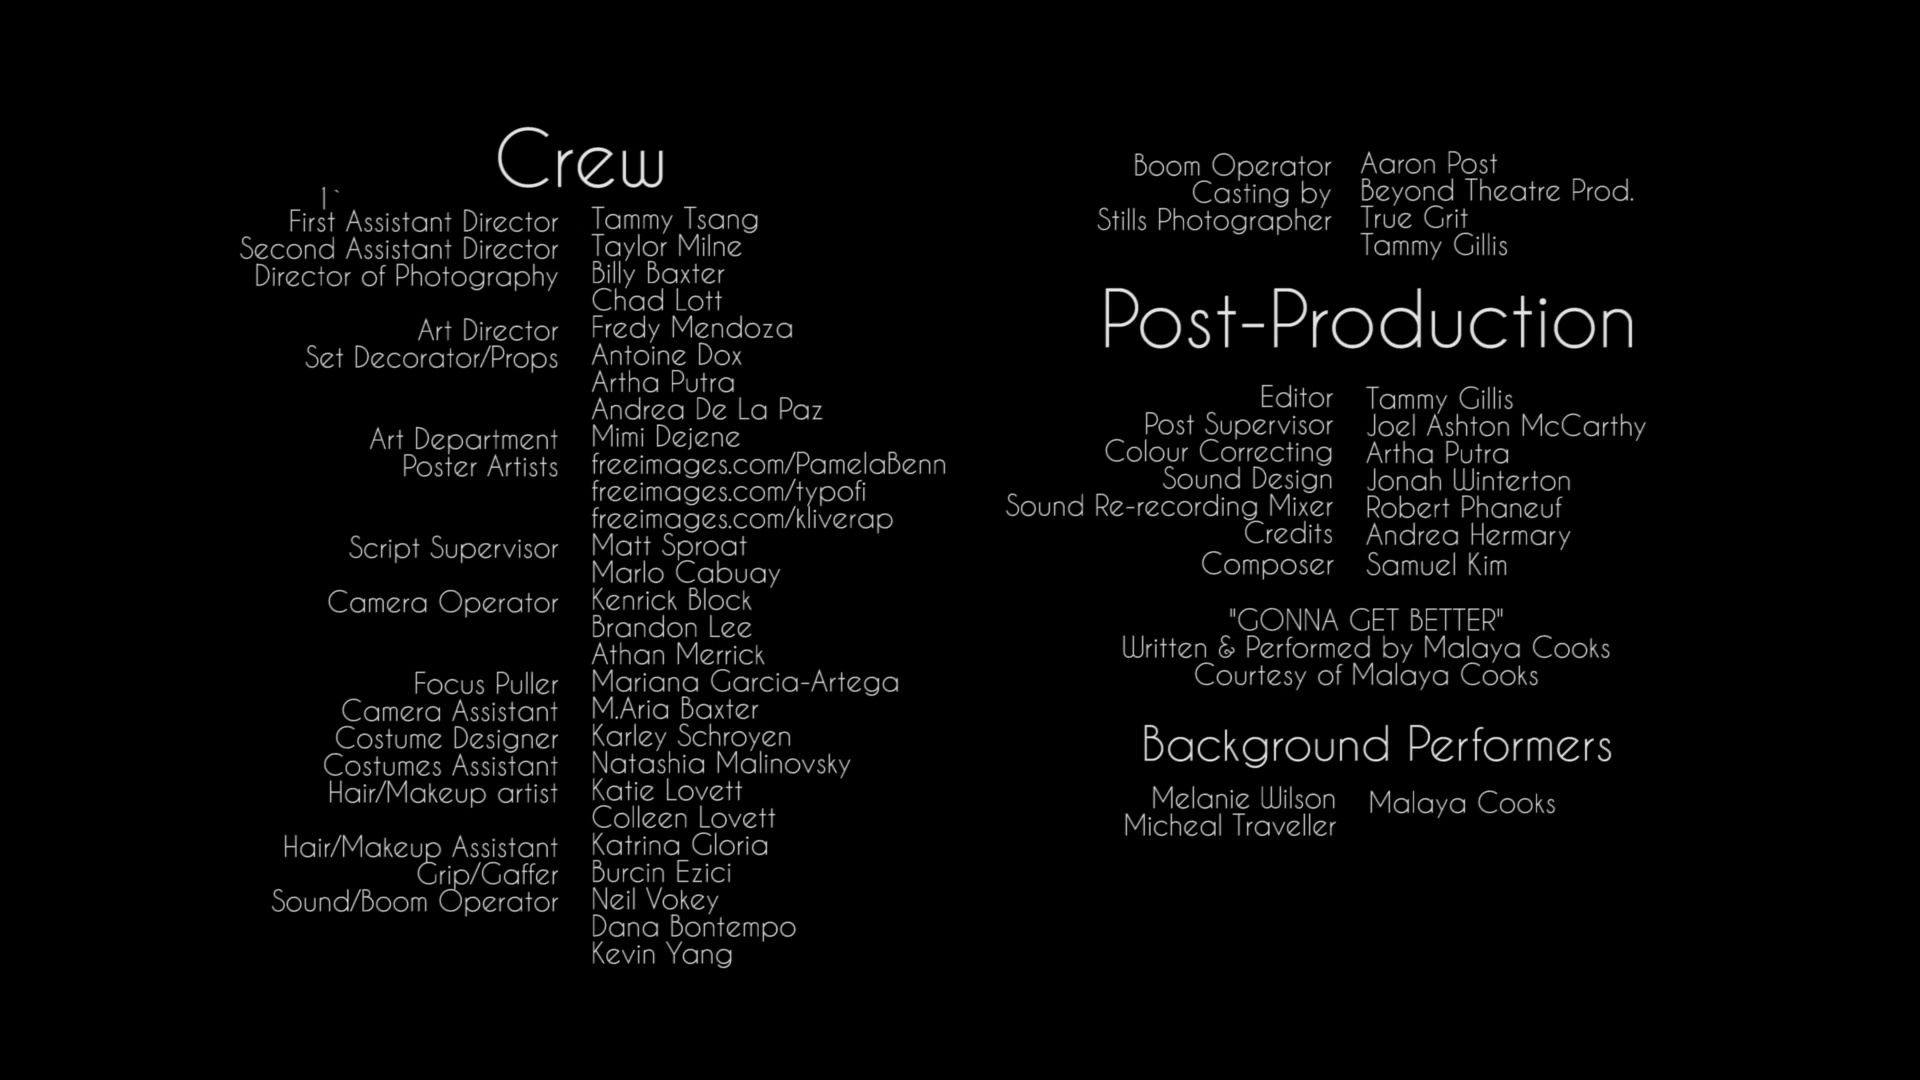 Crew
1`
First Assistant Director Tammy Tsang
Second Assistant Director Taylor Milne
Director of Photography Billy Baxter
Chad Lott
Art Director Fredy Mendoza
Set Decorator/Props Antoine Dox
Artha Putra
Andrea De La Paz
Art Department Mimi Dejene
Poster Artists freeimages.com/PamelaBenn
freeimages.com/typofi
freeimages.com/kliverap
Script Supervisor Matt Sproat
Marlo Cabuay
Camera Operator Kenrick Block
Brandon Lee
Athan Merrick
Focus Puller Mariana Garcia-Artega
Camera Assistant M.Aria Baxter
Costume Designer Karley Schroyen
Costumes Assistant Natashia Malinovsky
Hair/Makeup artist Katie Lovett
Colleen Lovett
Hair/Makeup Assistant Katrina Gloria
Grip/Gaffer Burcin Ezici
Sound/Boom Operator Neil Vokey
Dana Bontempo
Kevin Yang
Boom Operator Aaron Post
Casting by Beyond Theatre Prod.
Stills Photographer True Grit
Tammy Gillis
Post-Production
Editor Tammy Gillis
Post Supervisor Joel Ashton McCarthy
Colour Correcting Artha Putra
Sound Design Jonah Winterton
Sound Re-recording Mixer Robert Phaneuf
Credits Andrea Hermary
Composer Samuel Kim
"GONNA GET BETTER"
Written & Performed by Malaya Cooks
Courtesy of Malaya Cooks
Background Performers
Melanie Wilson Malaya Cooks
Micheal Traveller